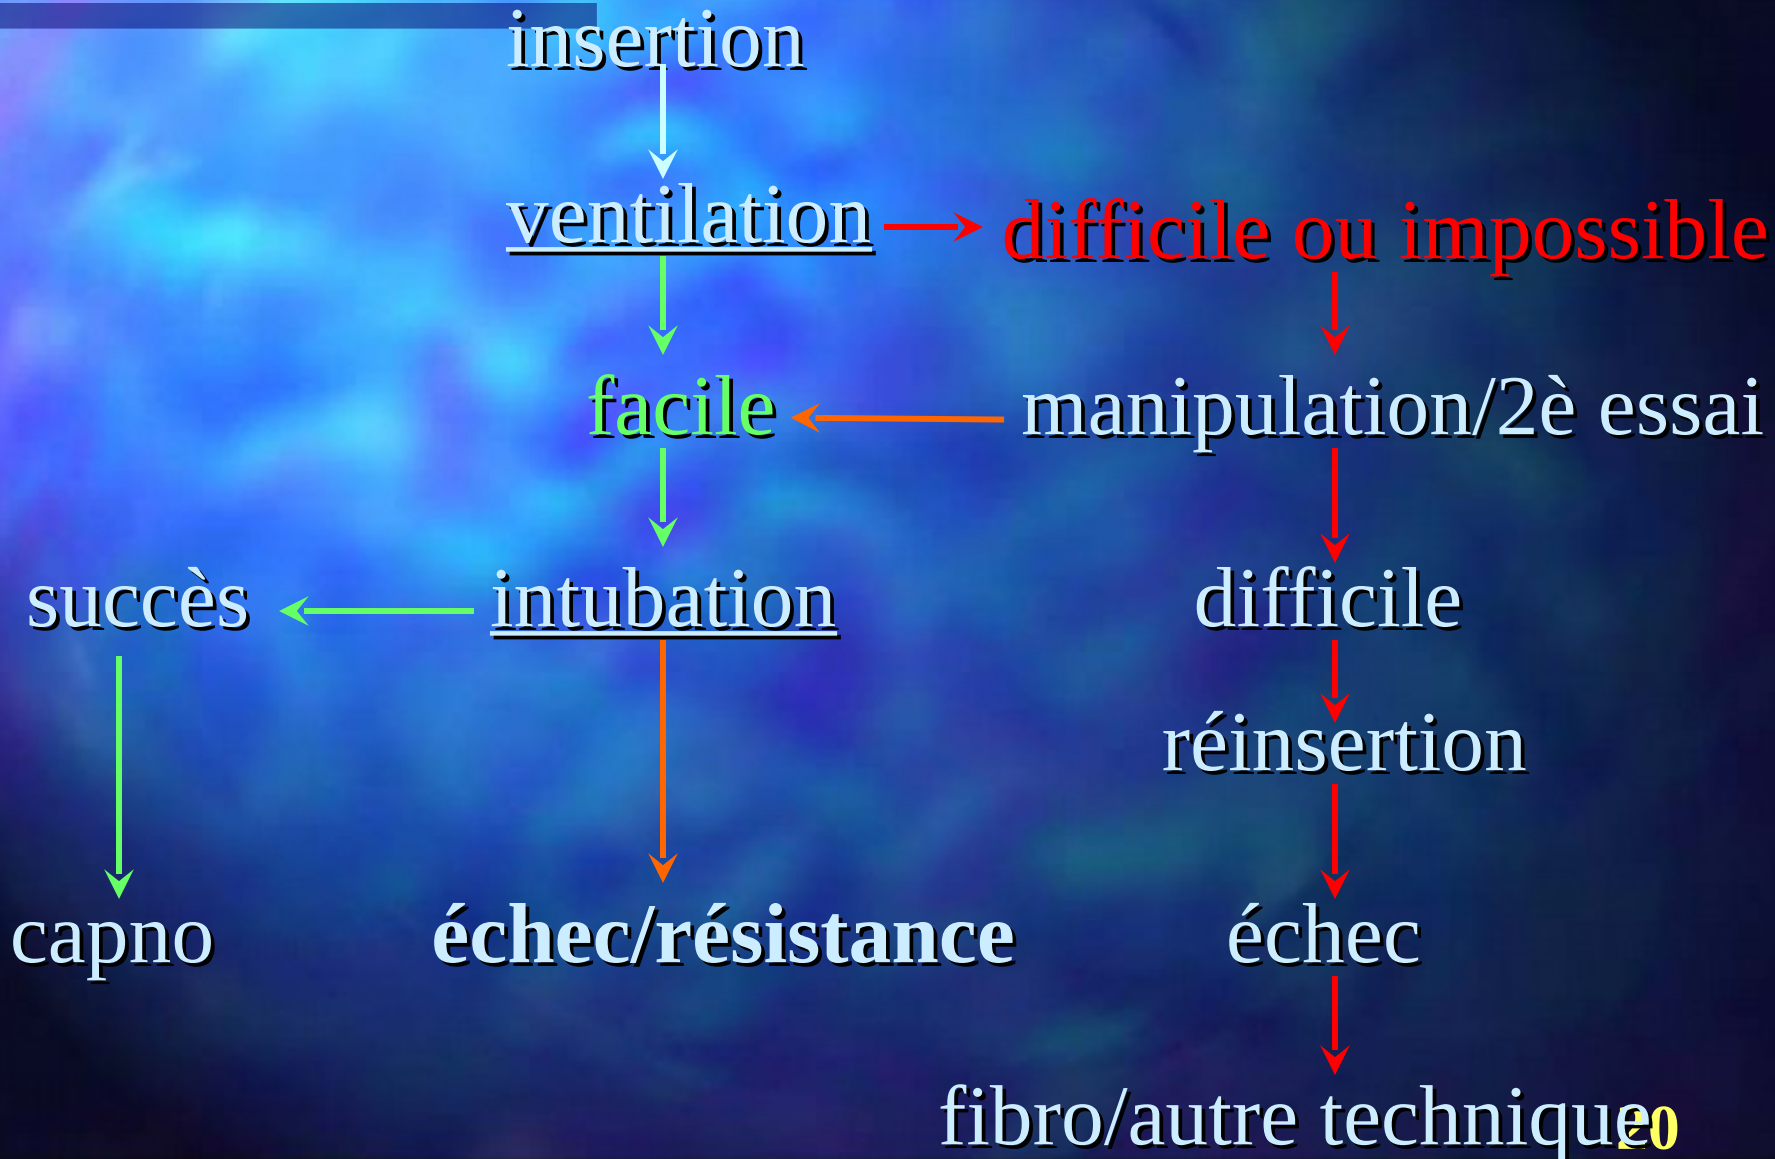 insertion
ventilation
difficile ou impossible
facile
manipulation/2è essai
succès
intubation
difficile
réinsertion
capno
échec/résistance
échec
fibro/autre technique
20